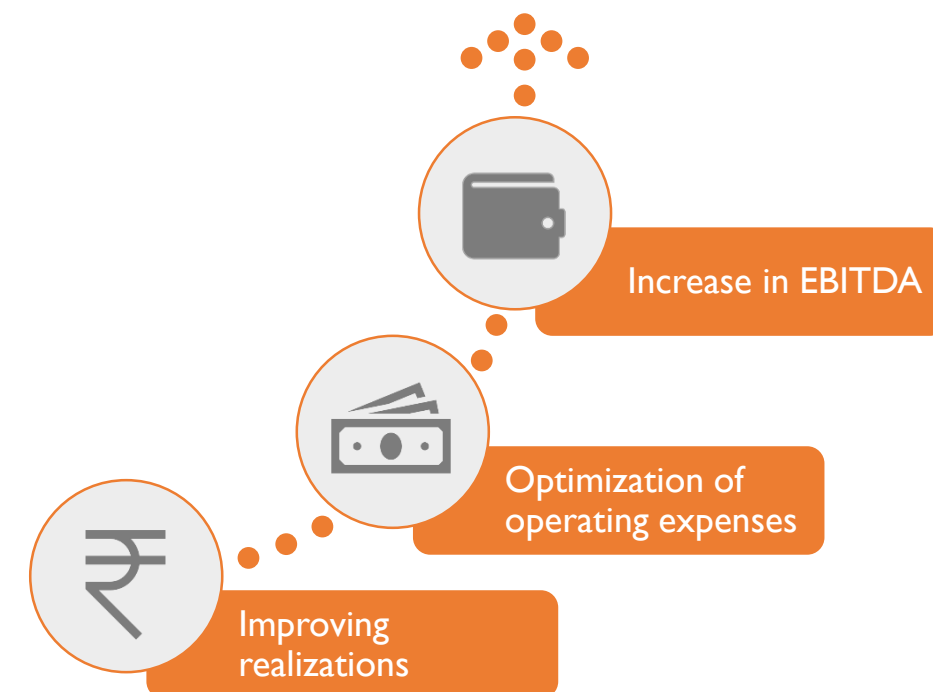 Increase in EBITDA
Optimization of
operating expenses
₹
Improving
realizations